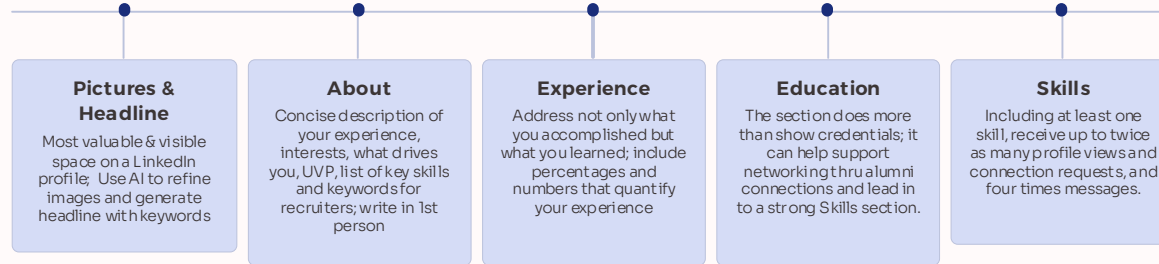 Pictures &
Headline
Most valuable & visible
space on a LinkedIn
profile; Use AI to refine
images and generate
headline with keywords
About
Concise description of
your experience,
interests, what drives
you, UVP, list of key skills
and keywords for
recruiters; write in 1st
person
Experience
Address not only what
you accomplished but
what you learned; include
percentages and
numbers that quantify
your experience
Education
The section does more
than show credentials; it
can help support
networking thru alumni
connections and lead in
to a strong Skills section.
Skills
Including at least one
skill, receive up to twice
as many profile views and
connection requests, and
four times messages.